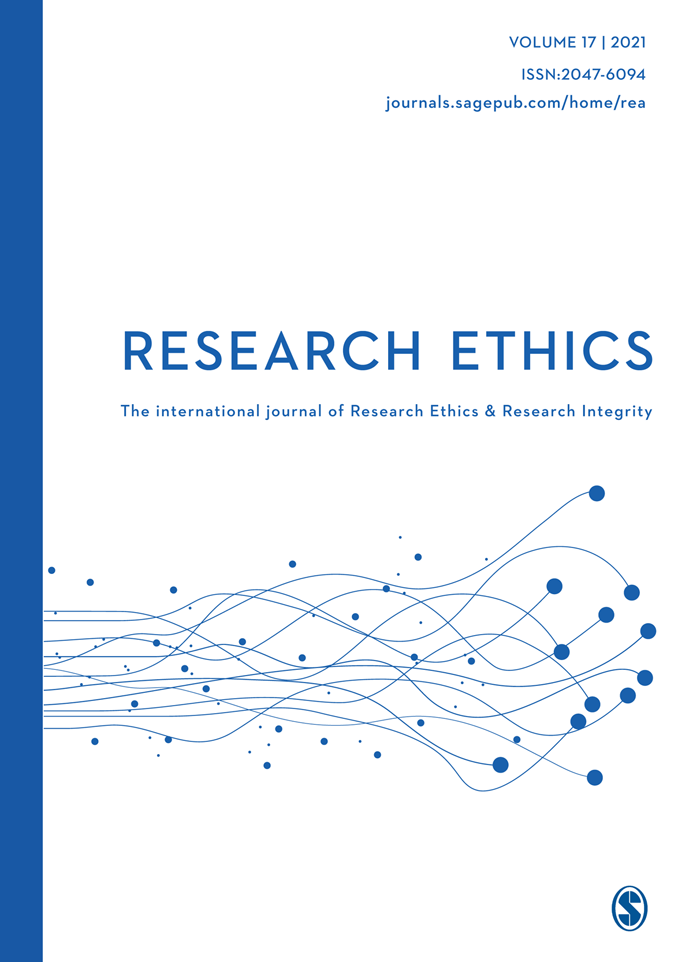 VOLUME 17 | 2021
ISSN:2047-6094
journals.sagepub.com/home/rea
RESEARCH ETHICS
The international journal of Research Ethics & Research Integrity
S